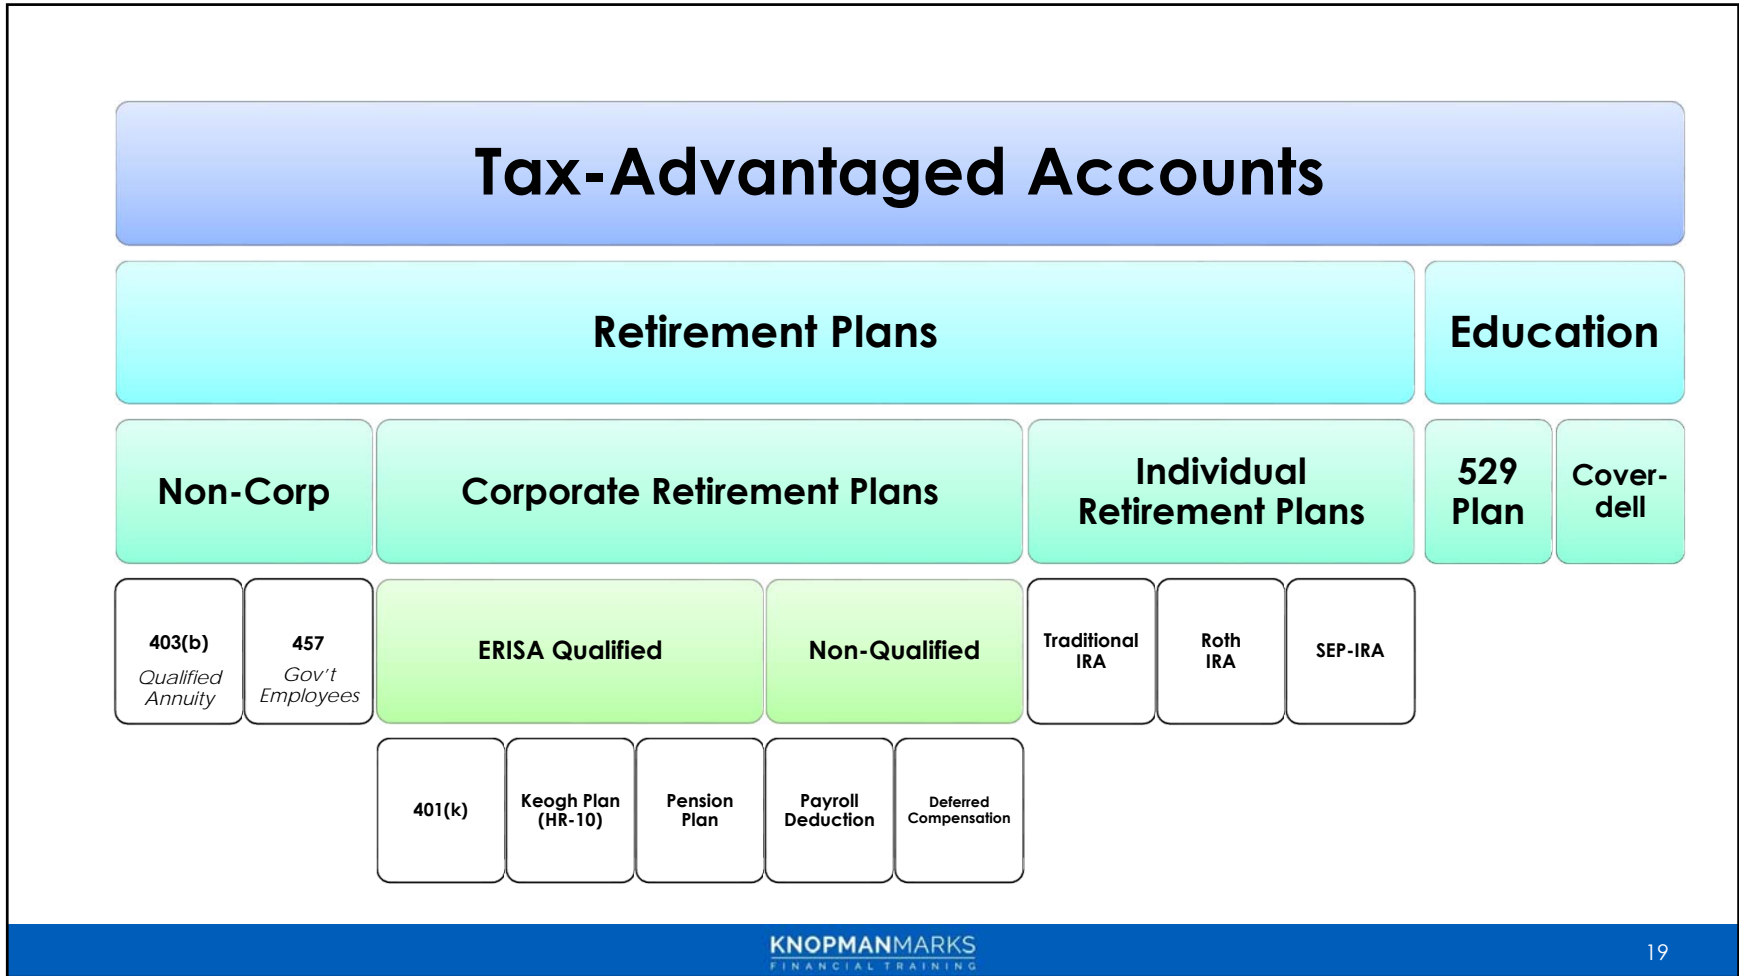 Tax-Advantaged Accounts
Retirement Plans
Education
Non-Corp
Corporate Retirement Plans
Individual
Retirement Plans
529
Plan
Cover-
dell
403(b)
Qualified
Annuity
457
Gov't
Employees
ERISA Qualified
Non-Qualified
Traditional
IRA
Roth
IRA
SEP-IRA
401(k)
Keogh Plan
(HR-10)
Pension
Plan
Payroll
Deduction
Deferred
Compensation
KNOPMANMARKS
FINANCIAL TRAINING
19